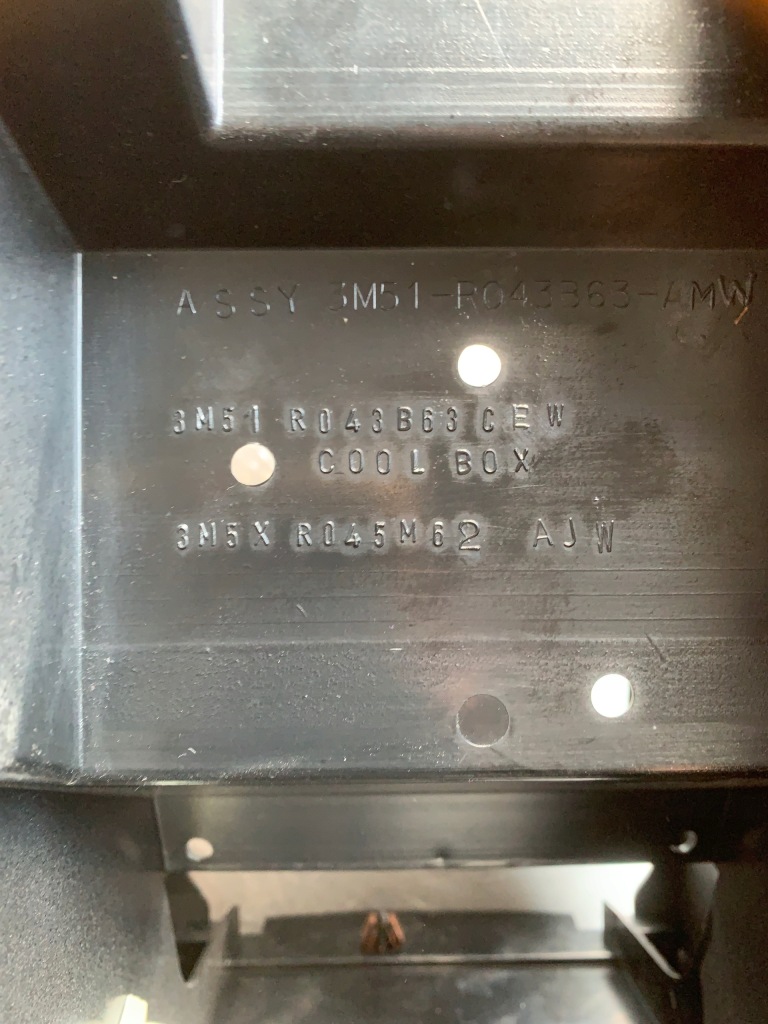 ASSY 3M51-R043B63-AMW
3M51 R043B63 CEW
COOL BOX
3M5X R045M62 AJW